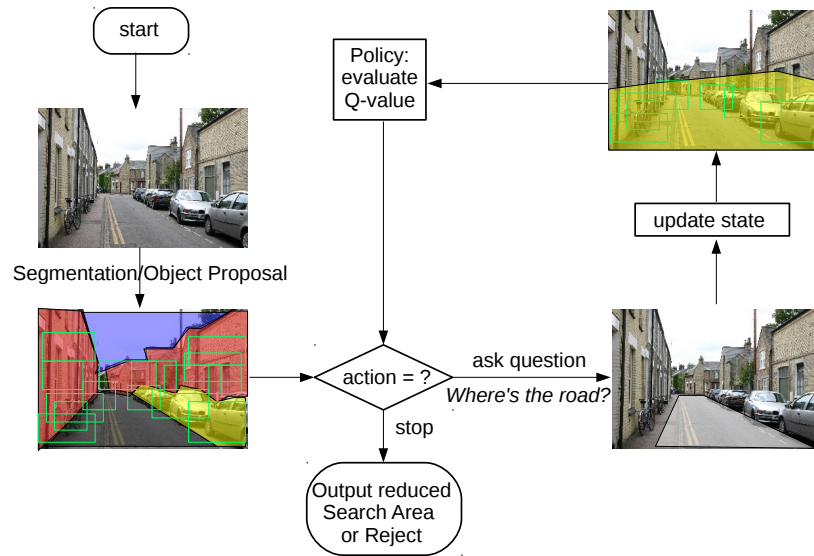 start
Policy:
evaluate
Q-value
update state
Segmentation/Object Proposal
action = ?
ask question
Where's the road?
stop
Output reduced
Search Area
or Reject